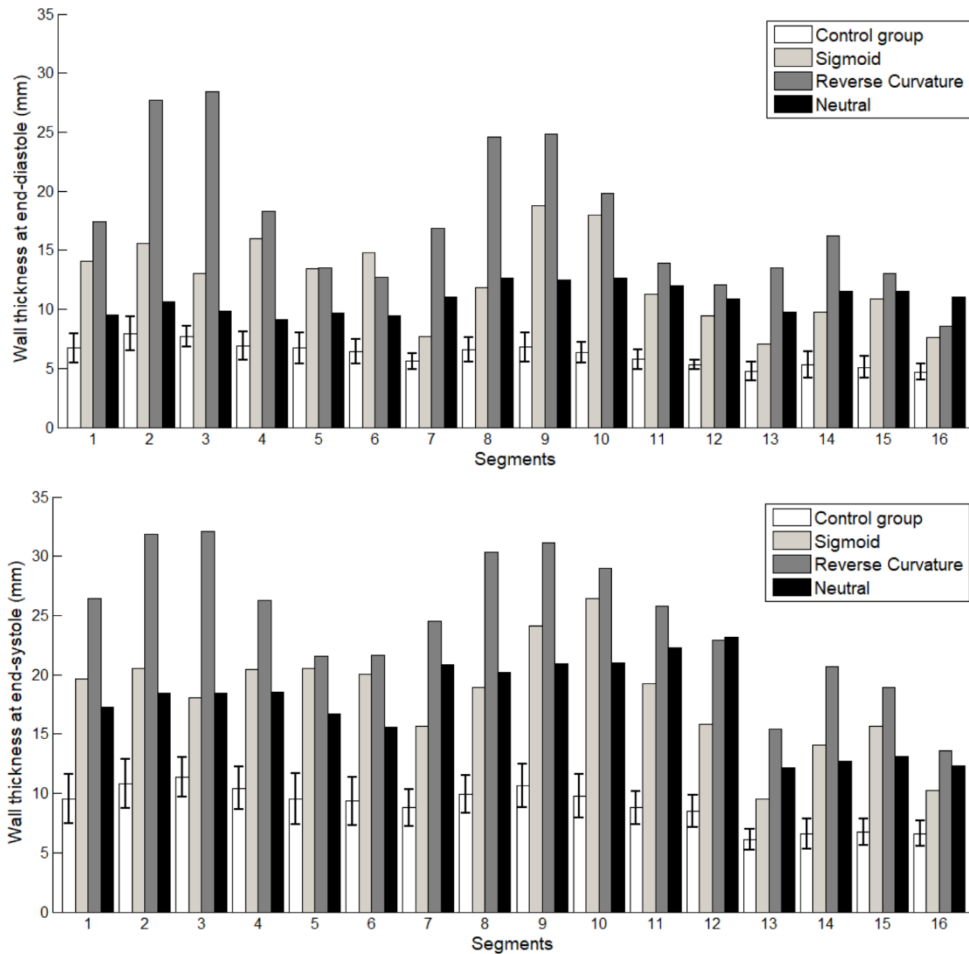 35
30
25
20
15
10
5
0
Wall thickness at end-diastole (mm)
Control group
Sigmoid
Reverse Curvature
Neutral
1 2 3 4 5 6 7 8 9 10 11 12 13 14 15 16
Segments
35
30
25
20
15
10
5
0
Wall thickness at end-systole (mm)
Control group
Sigmoid
Reverse Curvature
Neutral
1 2 3 4 5 6 7 8 9 10 11 12 13 14 15 16
Segments